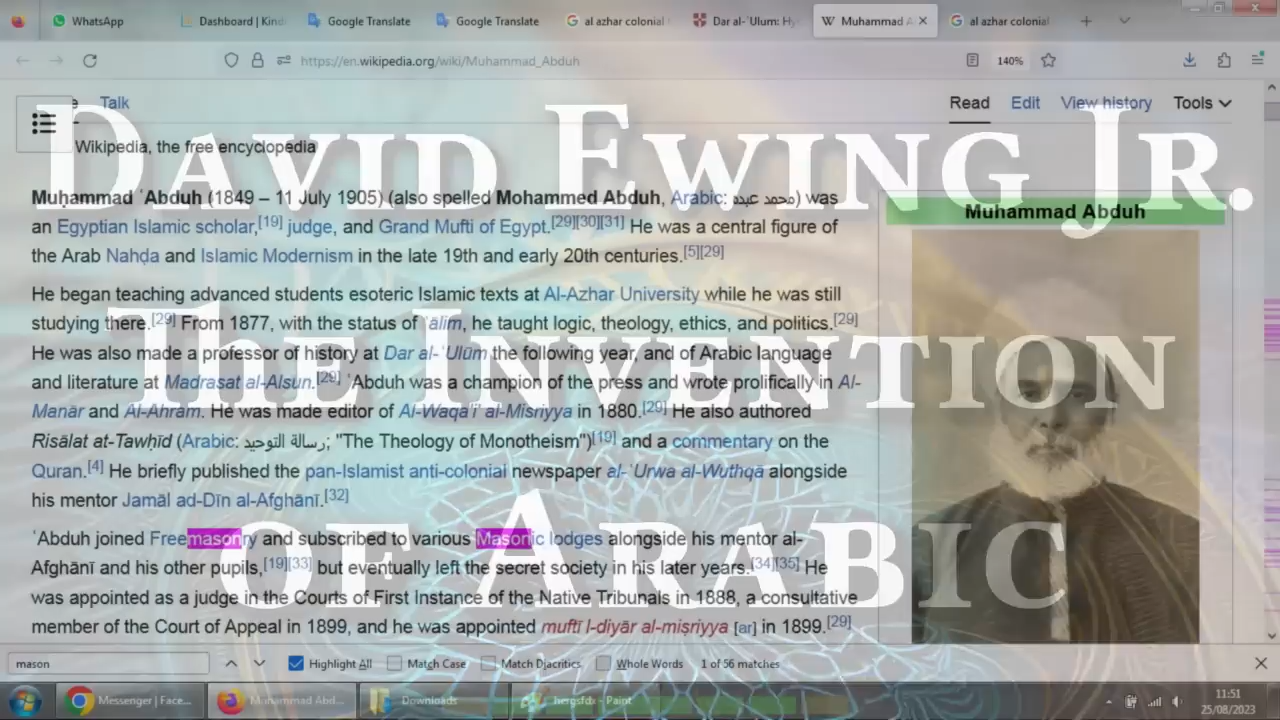 WhatsApp
Dashboard | Kind
Google Translate
Google Translate
al azhar colonial
Dar al-ʿUlum: Hy
Muhammad A
al azhar colonial
https://en.wikipedia.org/wiki/Muhammad_Abduh
140%
Talk
Read
Edit
View history
Tools
DAVID EWING JR.
Wikipedia, the free encyclopedia
Muḥammad ʿAbduh (1849 – 11 July 1905) (also spelled Mohammed Abduh, Arabic: محمد عبده) was
an Egyptian Islamic scholar,[19] judge, and Grand Mufti of Egypt.[29][30][31] He was a central figure of
the Arab Nahḍa and Islamic Modernism in the late 19th and early 20th centuries.[5][29]
Muhammad Abduh
He began teaching advanced students esoteric Islamic texts at Al-Azhar University while he was still
studying there.[29] From 1877, with the status of ʿālim, he taught logic, theology, ethics, and politics.[29]
He was also made a professor of history at Dar al-ʿUlūm the following year, and of Arabic language
and literature at Madrasat al-Alsun.[29] ʿAbduh was a champion of the press and wrote prolifically in Al-
Manār and Al-Ahrām. He was made editor of Al-Waqa'i' al-Misriyya in 1880.[29] He also authored
Risālat at-Tawḥīd (Arabic: رسالة التوحيد; "The Theology of Monotheism")[19] and a commentary on the
Quran.[4] He briefly published the pan-Islamist anti-colonial newspaper al-ʿUrwa al-Wuthqā alongside
his mentor Jamāl ad-Dīn al-Afghānī.[32]
THE INVENTION
ʿAbduh joined Freemasonry and subscribed to various Masonic lodges alongside his mentor al-
Afghānī and his other pupils,[19][33] but eventually left the secret society in his later years.[34][35] He
was appointed as a judge in the Courts of First Instance of the Native Tribunals in 1888, a consultative
member of the Court of Appeal in 1899, and he was appointed muftī l-diyār al-miṣriyya [ar] in 1899.[29]
OF ARABIC
mason
Highlight All
Match Case
Match Diacritics
Whole Words
1 of 56 matches
Messenger | Face...
Muhammad Abd...
Downloads
- Paint
11:51
25/08/2023